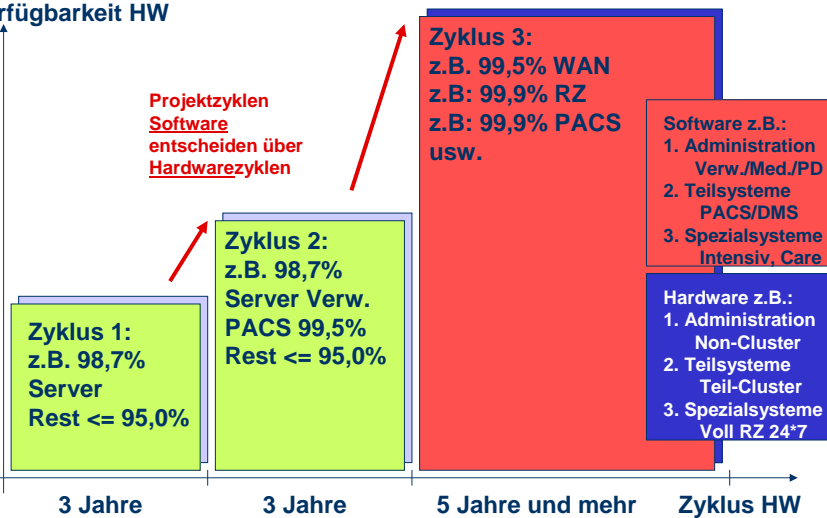 rfügbarkeit HW
Zyklus 3:
z.B. 99,5% WAN
z.B: 99,9% RZ
z.B: 99,9% PACS
usw.
Projektzyklen
Software
entscheiden über
Hardwarezyklen
Software z.B.:
1. Administration
Verw./Med./PD
2. Teilsysteme
PACS/DMS
3. Spezialsysteme
Intensiv, Care
Zyklus 2:
z.B. 98,7%
Server Verw.
PACS 99,5%
Rest <= 95,0%
Hardware z.B.:
1. Administration
Non-Cluster
2. Teilsysteme
Teil-Cluster
3. Spezialsysteme
Voll RZ 24*7
Zyklus 1:
z.B. 98,7%
Server
Rest <= 95,0%
3 Jahre
3 Jahre
5 Jahre und mehr
Zyklus HW